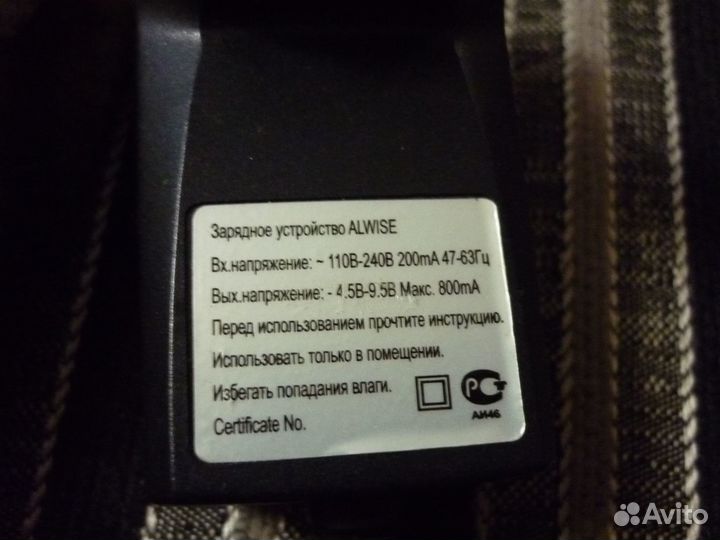 Зарядное устройство ALWISE
Вх.напряжение: ~ 110В-240В 200mA 47-63Гц
Вых.напряжение: - 4.5В-9.5В Макс. 800mA
Перед использованием прочтите инструкцию.
Использовать только в помещении.
Избегать попадания влаги.
РСТ
АИ46
Certificate No.
Avito